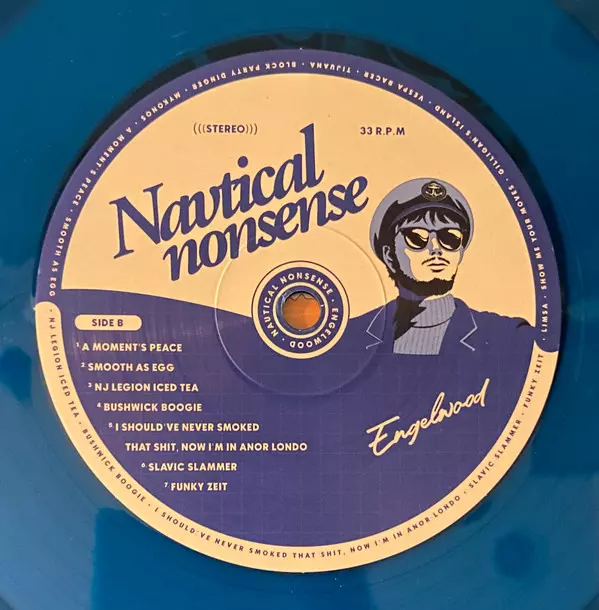 (((STEREO)))
33 R.P.M
Nautical
nonsense
SIDE B
¹ A MOMENT'S PEACE
² SMOOTH AS EGG
³ NJ LEGION ICED TEA
⁴ BUSHWICK BOOGIE
⁵ I SHOULD'VE NEVER SMOKED
THAT SHIT, NOW I'M IN ANOR LONDO
⁶ SLAVIC SLAMMER
⁷ FUNKY ZEIT
Engelwood
NAUTICAL NONSENSE · ENGELWOOD ·
LIMSA · SHOW ME YOUR MOVES · GILLIGAN'S ISLAND · VESPA RACER · TIJUANA · BLOCK PARTY DINGER · MYKONOS · A MOMENT'S PEACE · SMOOTH AS EGG · NJ LEGION ICED TEA · BUSHWICK BOOGIE · I SHOULD'VE NEVER SMOKED THAT SHIT, NOW I'M IN ANOR LONDO · SLAVIC SLAMMER · FUNKY ZEIT ·